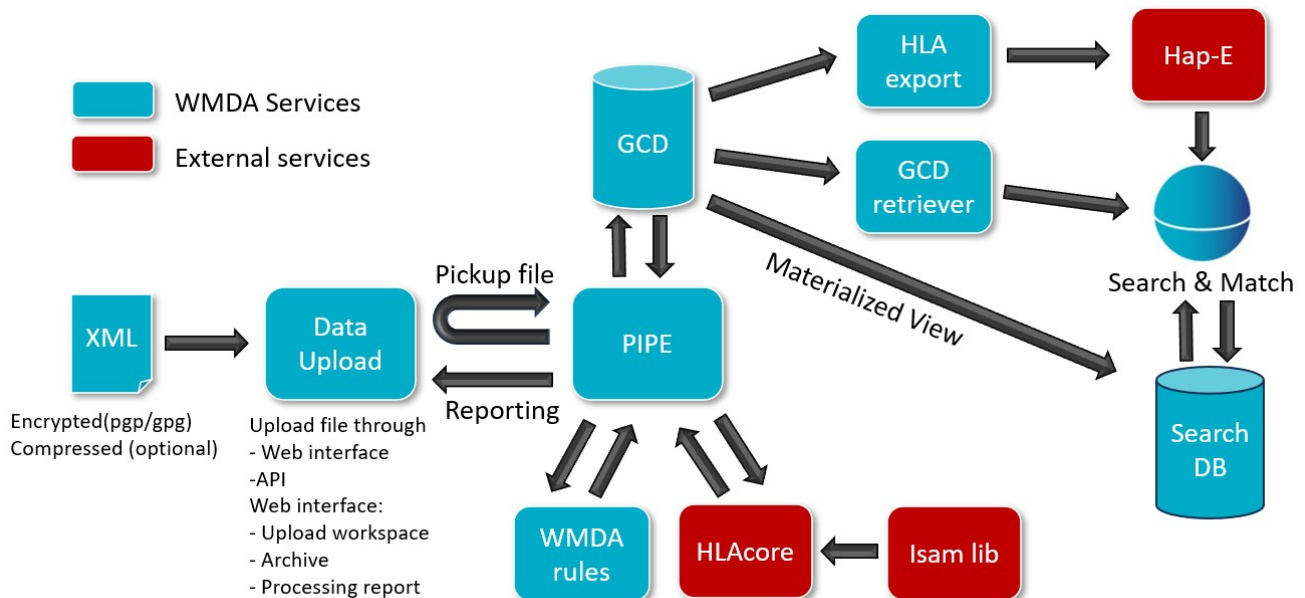 WMDA Services
External services
HLA
export
Hap-E
GCD
GCD
retriever
Materialized View
Search & Match
Pickup file
XML
Data
Upload
PIPE
Reporting
Encrypted(pgp/gpg)
Compressed (optional)
Upload file through
- Web interface
-API
Web interface:
- Upload workspace
- Archive
- Processing report
Search
DB
WMDA
rules
HLAcore
Isam lib